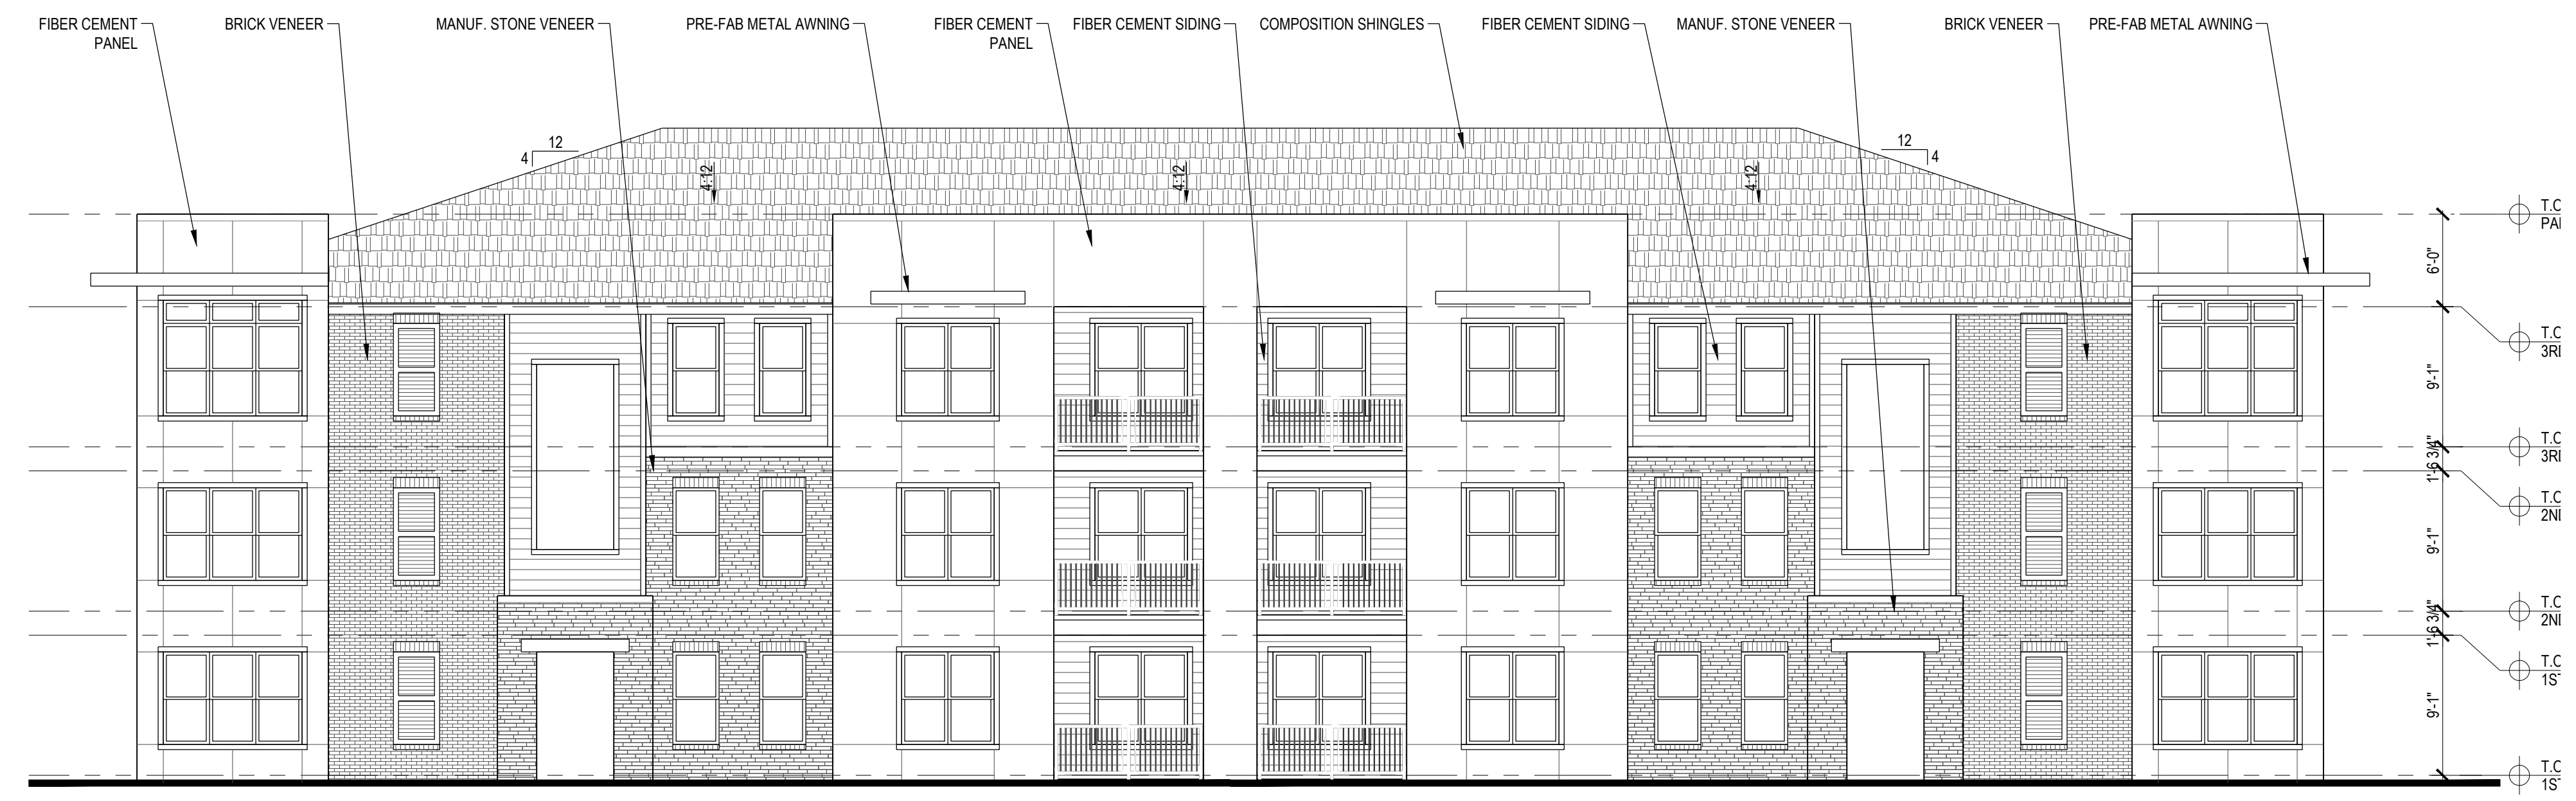 FIBER CEMENT
PANEL
BRICK VENEER
MANUF. STONE VENEER
PRE-FAB METAL AWNING
FIBER CEMENT
PANEL
FIBER CEMENT SIDING
COMPOSITION SHINGLES
FIBER CEMENT SIDING
MANUF. STONE VENEER
BRICK VENEER
PRE-FAB METAL AWNING
12
4
12
4
4:12
4:12
4:12
6'-0"
9'-1"
1'-6 3/4"
9'-1"
1'-6 3/4"
9'-1"